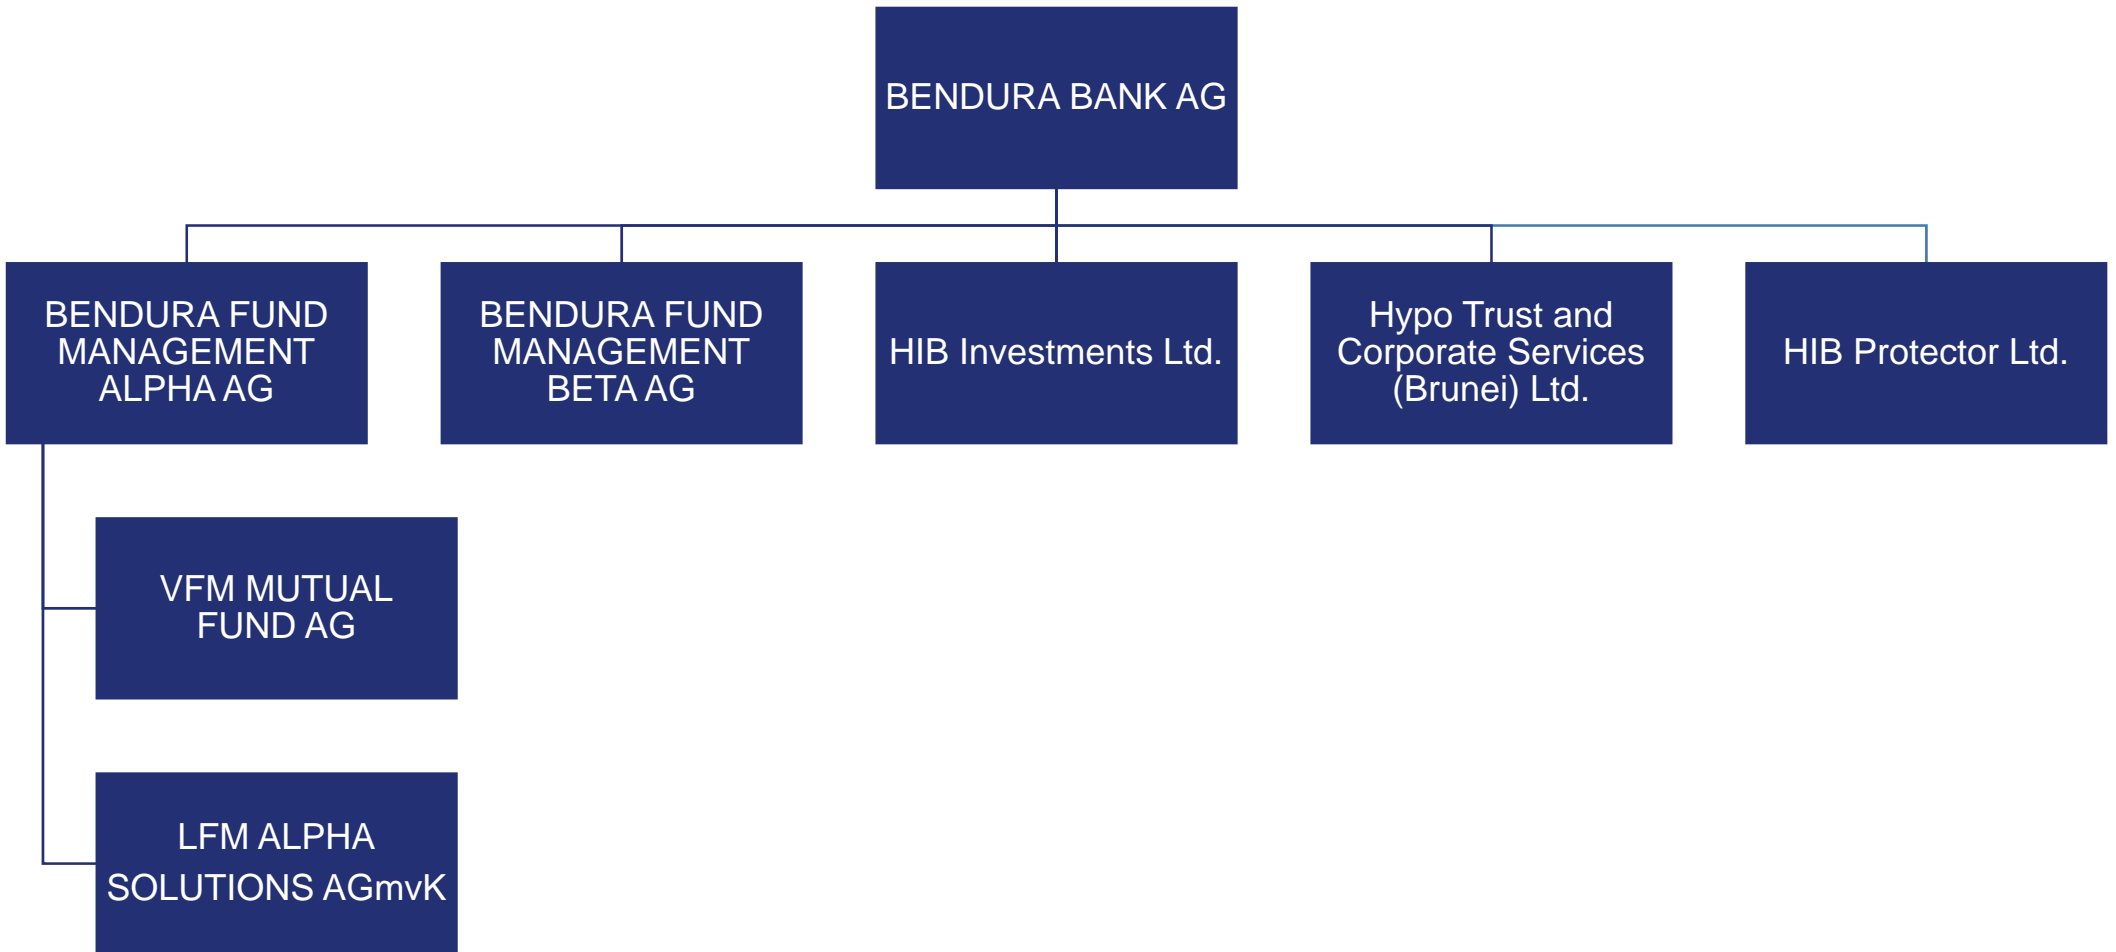 BENDURA BANK AG
BENDURA FUND
MANAGEMENT
ALPHA AG
BENDURA FUND
MANAGEMENT
BETA AG
HIB Investments Ltd.
Hypo Trust and
Corporate Services
(Brunei) Ltd.
HIB Protector Ltd.
VFM MUTUAL
FUND AG
LFM ALPHA
SOLUTIONS AGmvK